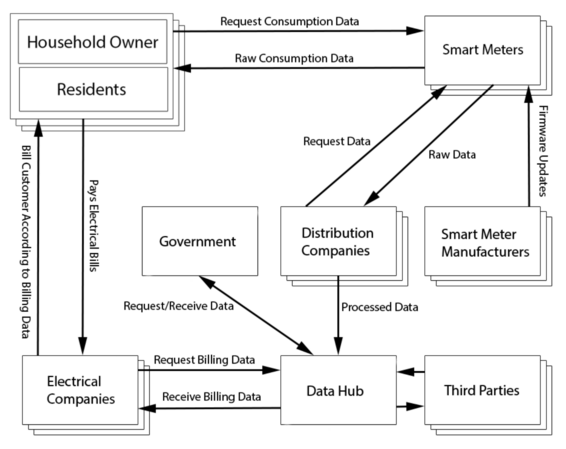 Request Consumption Data
Household Owner
Smart Meters
Raw Consumption Data
Residents
Request Data
Firmware Updates
Raw Data
Bill Customer According to Billing Data
Pays Electrical Bills
Government
Distribution
Companies
Smart Meter
Manufacturers
Request/Receive Data
Processed Data
Request Billing Data
Electrical
Companies
Data Hub
Third Parties
Receive Billing Data